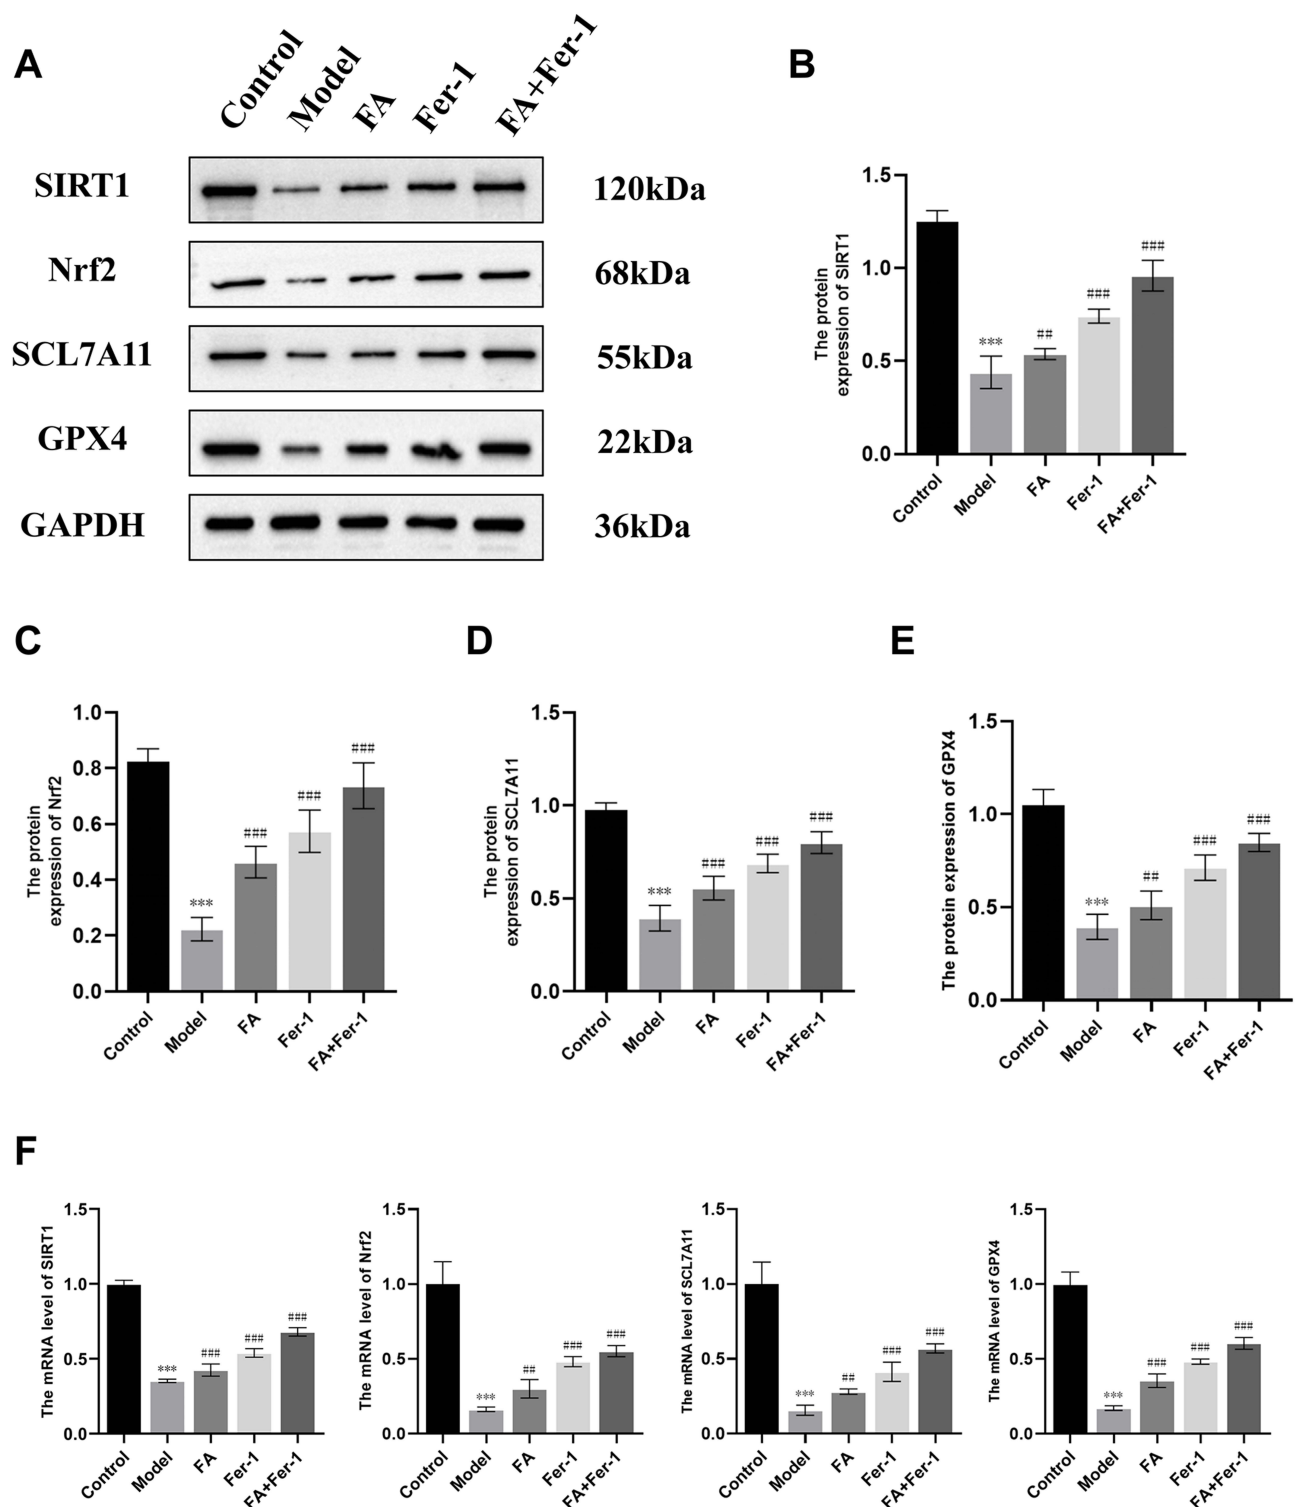 A
Control
Model
FA
Fer-1
FA+Fer-1
SIRT1
120kDa
Nrf2
68kDa
SCL7A11
55kDa
GPX4
22kDa
GAPDH
36kDa
B
The protein
expression of SIRT1
1.5
1.0
0.5
0.0
***
##
###
###
Control
Model
FA
Fer-1
FA+Fer-1
C
The protein
expression of Nrf2
1.0
0.8
0.6
0.4
0.2
0.0
***
###
###
###
Control
Model
FA
Fer-1
FA+Fer-1
D
The protein
expression of SCL7A11
1.5
1.0
0.5
0.0
***
###
###
###
Control
Model
FA
Fer-1
FA+Fer-1
E
The protein expression of GPX4
1.5
1.0
0.5
0.0
***
##
###
###
Control
Model
FA
Fer-1
FA+Fer-1
F
The mRNA level of SIRT1
1.5
1.0
0.5
0.0
***
###
###
###
Control
Model
FA
Fer-1
FA+Fer-1
The mRNA level of Nrf2
1.5
1.0
0.5
0.0
***
##
###
###
Control
Model
FA
Fer-1
FA+Fer-1
The mRNA level of SCL7A11
1.5
1.0
0.5
0.0
***
##
###
###
Control
Model
FA
Fer-1
FA+Fer-1
The mRNA level of GPX4
1.5
1.0
0.5
0.0
***
###
###
###
Control
Model
FA
Fer-1
FA+Fer-1